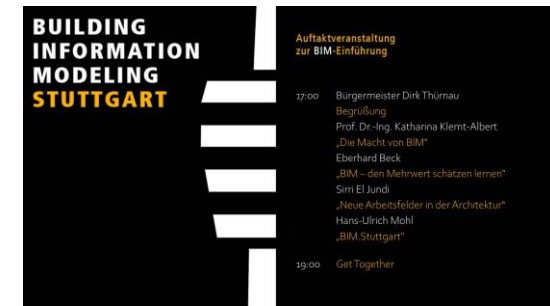 BUILDING
INFORMATION
MODELING
STUTTGART
Auftaktveranstaltung
zur BIM-Einführung
17:00 Bürgermeister Dirk Thürnau
Begrüßung
Prof. Dr.-Ing. Katharina Klemt-Albert
„Die Macht von BIM“
Eberhard Beck
„BIM – den Mehrwert schätzen lernen“
Sirri El Jundi
„Neue Arbeitsfelder in der Architektur“
Hans-Ulrich Mohl
„BIM.Stuttgart“
19:00 Get Together